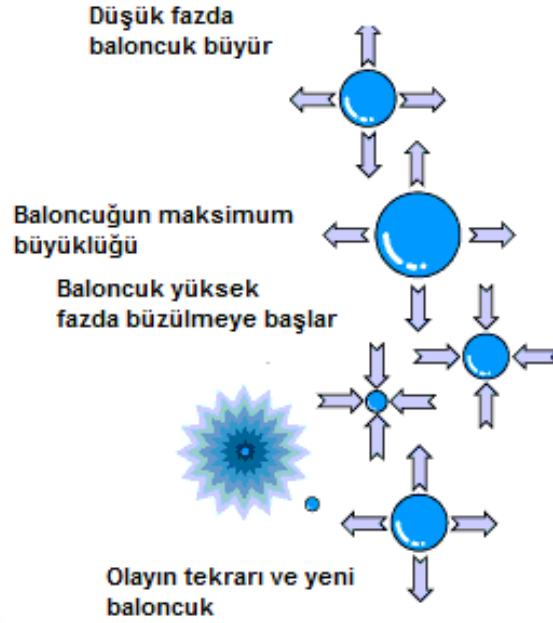 Düşük fazda
baloncuk büyür
Baloncuğun maksimum
büyüklüğü
Baloncuk yüksek
fazda büzülmeye başlar
Olayın tekrarı ve yeni
baloncuk